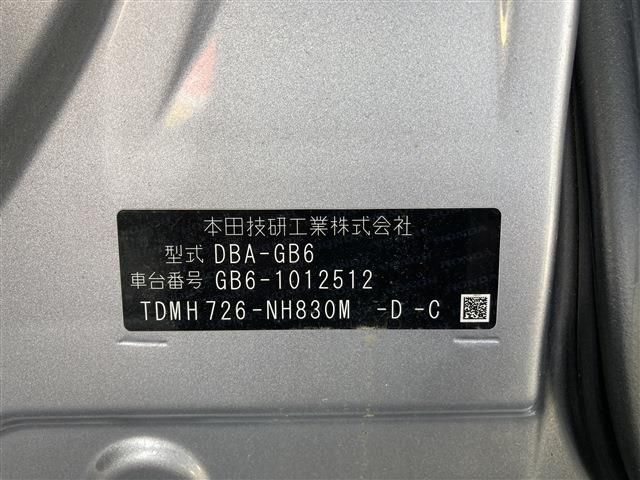 本田技研工業株式会社
型式 DBA-GB6
車台番号 GB6-1012512
TDMH726-NH830M -D-C